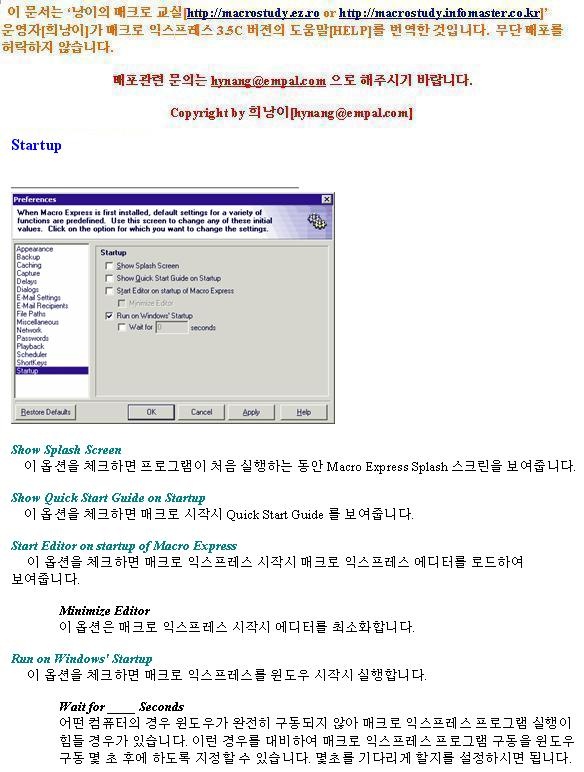 이 문서는 ‘낭이의 매크로 교실[http://macrostudy.ez.ro or http://macrostudy.infomaster.co.kr]’
운영자[희낭이]가 매크로 익스프레스 3.5C 버젼의 도움말[HELP]를 번역한 것입니다. 무단 배포를
허락하지 않습니다.
배포관련 문의는 hynang@empal.com 으로 해주시기 바랍니다.
Copyright by 희낭이[hynang@empal.com]
Startup
Preferences
When Macro Express is first installed, default settings for a variety of
functions are predefined. Use this screen to change any of these initial
values. Click on the option for which you want to change the settings.
Appearance
Backup
Caching
Capture
Delays
Dialogs
E-Mail Settings
E-Mail Recipients
File Paths
Miscellaneous
Network
Passwords
Playback
Scheduler
ShortKeys
Startup
Startup
Show Splash Screen
Show Quick Start Guide on Startup
Start Editor on startup of Macro Express
Minimize Editor
Run on Windows' Startup
Wait for 0 seconds
Restore Defaults OK Cancel Apply Help
Show Splash Screen
이 옵션을 체크하면 프로그램이 처음 실행하는 동안 Macro Express Splash 스크린을 보여줍니다.
Show Quick Start Guide on Startup
이 옵션을 체크하면 매크로 시작시 Quick Start Guide 를 보여줍니다.
Start Editor on startup of Macro Express
이 옵션을 체크하면 매크로 익스프레스 시작시 매크로 익스프레스 에디터를 로드하여
보여줍니다.
Minimize Editor
이 옵션은 매크로 익스프레스 시작시 에디터를 최소화합니다.
Run on Windows' Startup
이 옵션을 체크하면 매크로 익스프레스를 윈도우 시작시 실행합니다.
Wait for ____ Seconds
어떤 컴퓨터의 경우 윈도우가 완전히 구동되지 않아 매크로 익스프레스 프로그램 실행이
힘들 경우가 있습니다. 이런 경우를 대비하여 매크로 익스프레스 프로그램 구동을 윈도우
구동 몇 초 후에 하도록 지정할 수 있습니다. 몇초를 기다리게 할지를 설정하시면 됩니다.